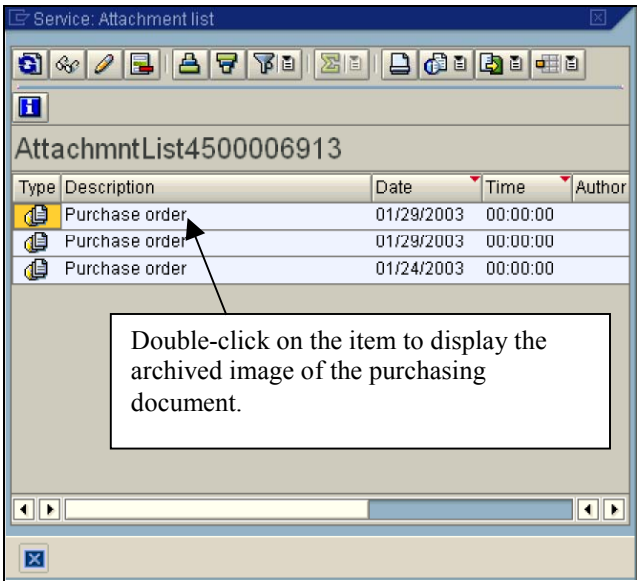 Service: Attachment list
AttachmntList4500006913
Type Description Date Time Author
Purchase order 01/29/2003 00:00:00
Purchase order 01/29/2003 00:00:00
Purchase order 01/24/2003 00:00:00
Double-click on the item to display the
archived image of the purchasing
document.